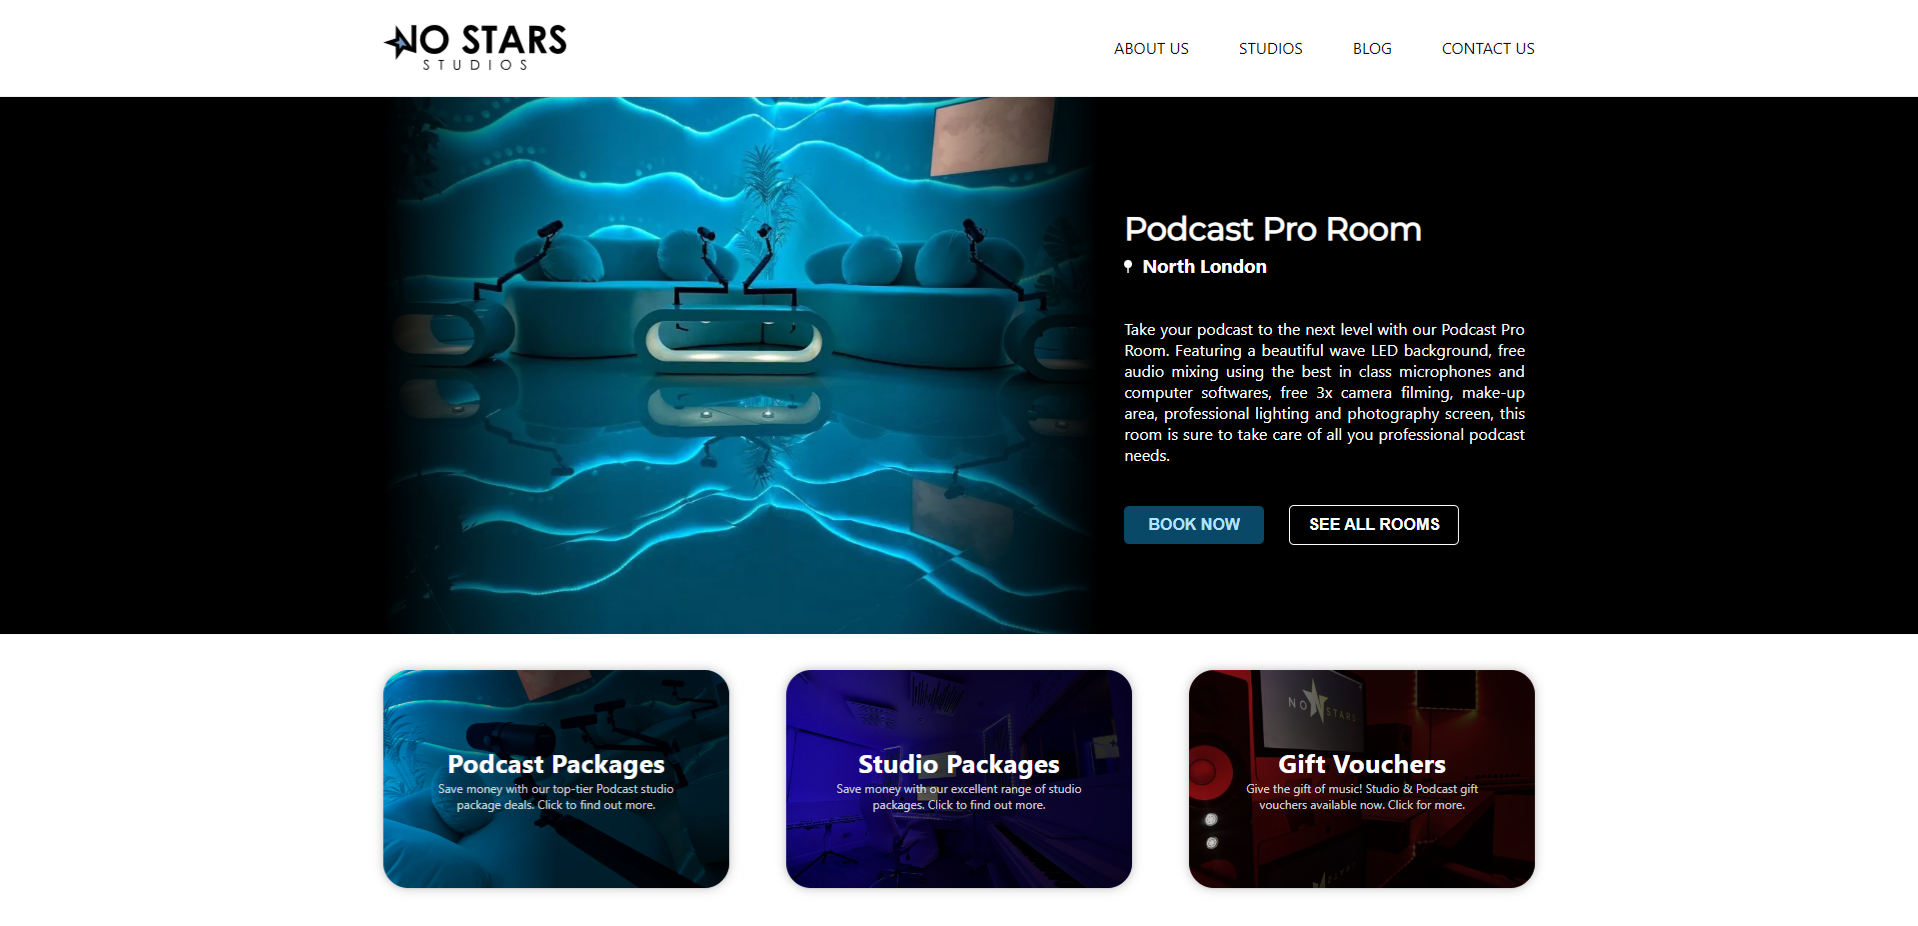 NO STARS
STUDIOS
ABOUT US
STUDIOS
BLOG
CONTACT US
Podcast Pro Room
North London
Take your podcast to the next level with our Podcast Pro
Room. Featuring a beautiful wave LED background, free
audio mixing using the best in class microphones and
computer softwares, free 3x camera filming, make-up
area, professional lighting and photography screen, this
room is sure to take care of all you professional podcast
needs.
BOOK NOW
SEE ALL ROOMS
Podcast Packages
Save money with our top-tier Podcast studio
package deals. Click to find out more.
Studio Packages
Save money with our excellent range of studio
packages. Click to find out more.
NO STARS
Gift Vouchers
Give the gift of music! Studio & Podcast gift
vouchers available now. Click for more.